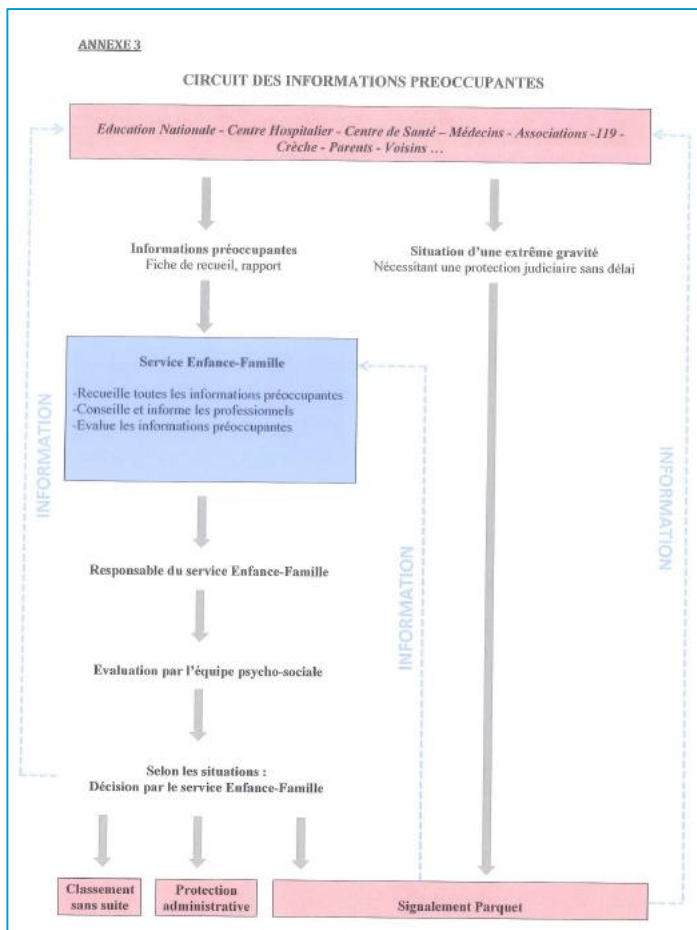 ANNEXE 3
CIRCUIT DES INFORMATIONS PREOCCUPANTES
Education Nationale - Centre Hospitalier - Centre de Santé – Médecins - Associations -119 -
Crèche - Parents - Voisins …
Informations préoccupantes
Fiche de recueil, rapport
Situation d’une extrême gravité
Nécessitant une protection judiciaire sans délai
Service Enfance-Famille
-Recueille toutes les informations préoccupantes
-Conseille et informe les professionnels
-Evalue les informations préoccupantes
INFORMATION
INFORMATION
INFORMATION
Responsable du service Enfance-Famille
Evaluation par l’équipe psycho-sociale
Selon les situations :
Décision par le service Enfance-Famille
Classement
sans suite
Protection
administrative
Signalement Parquet